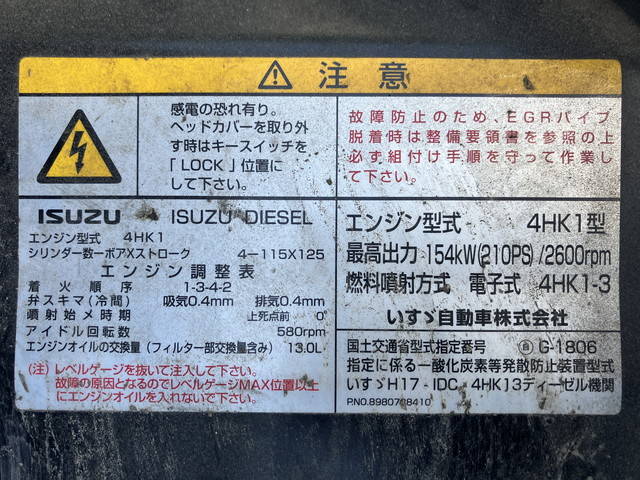 注意
感電の恐れ有り。
ヘッドカバーを取り外
す時はキースイッチを
「LOCK」位置に
して下さい。
故障防止のため、EGRパイプ
脱着時は整備要領書を参照の上
必ず組付け手順を守って作業し
て下さい。
ISUZU ISUZU DIESEL
エンジン型式 4HK1
シリンダー数-ボアXストローク 4-115X125
エンジン調整表
着火順序 1-3-4-2
弁スキマ(冷間) 吸気0.4mm 排気0.4mm
噴射始メ時期 上死点前 0°
アイドル回転数 580rpm
エンジンオイルの交換量(フィルター部交換量含み) 13.0L
(注)レベルゲージを抜いて注入して下さい。
故障の原因となるのでレベルゲージMAX位置以上
にエンジンオイルを入れないで下さい。
エンジン型式 4HK1型
最高出力 154kW(210PS)/2600rpm
燃料噴射方式 電子式 4HK1-3
いすゞ自動車株式会社
国土交通省型式指定番号 G-1806
指定に係る一酸化炭素等発散防止装置型式
いすゞH17-IDC-4HK13ディーゼル機関
P.NO.8980708410